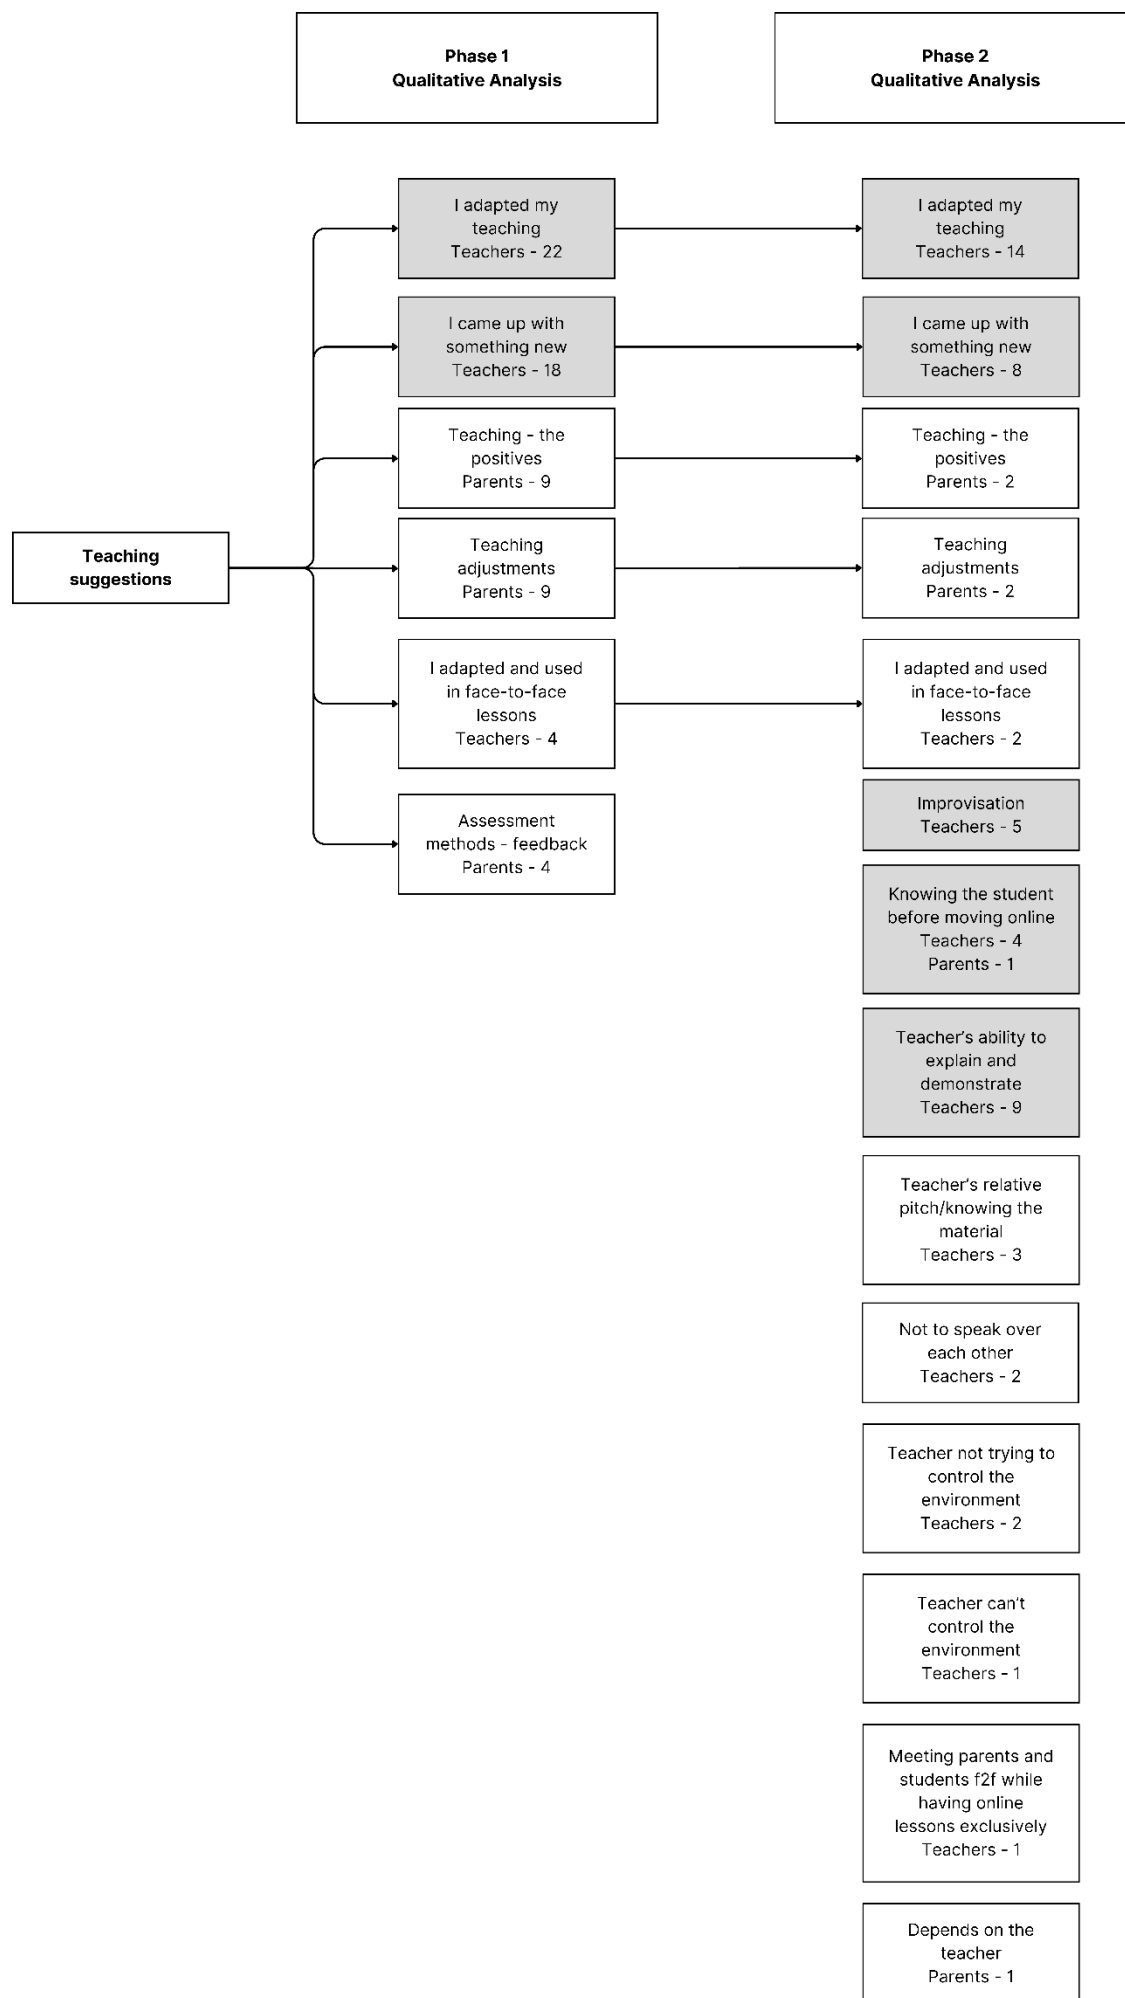 Phase 1
Qualitative Analysis
Phase 2
Qualitative Analysis
Teaching
suggestions
I adapted my
teaching
Teachers - 22
I came up with
something new
Teachers - 18
Teaching - the
positives
Parents - 9
Teaching
adjustments
Parents - 9
I adapted and used
in face-to-face
lessons
Teachers - 4
Assessment
methods - feedback
Parents - 4
I adapted my
teaching
Teachers - 14
I came up with
something new
Teachers - 8
Teaching - the
positives
Parents - 2
Teaching
adjustments
Parents - 2
I adapted and used
in face-to-face
lessons
Teachers - 2
Improvisation
Teachers - 5
Knowing the student
before moving online
Teachers - 4
Parents - 1
Teacher's ability to
explain and
demonstrate
Teachers - 9
Teacher's relative
pitch/knowing the
material
Teachers - 3
Not to speak over
each other
Teachers - 2
Teacher not trying to
control the
environment
Teachers - 2
Teacher can't
control the
environment
Teachers - 1
Meeting parents and
students f2f while
having online
lessons exclusively
Teachers - 1
Depends on the
teacher
Parents - 1